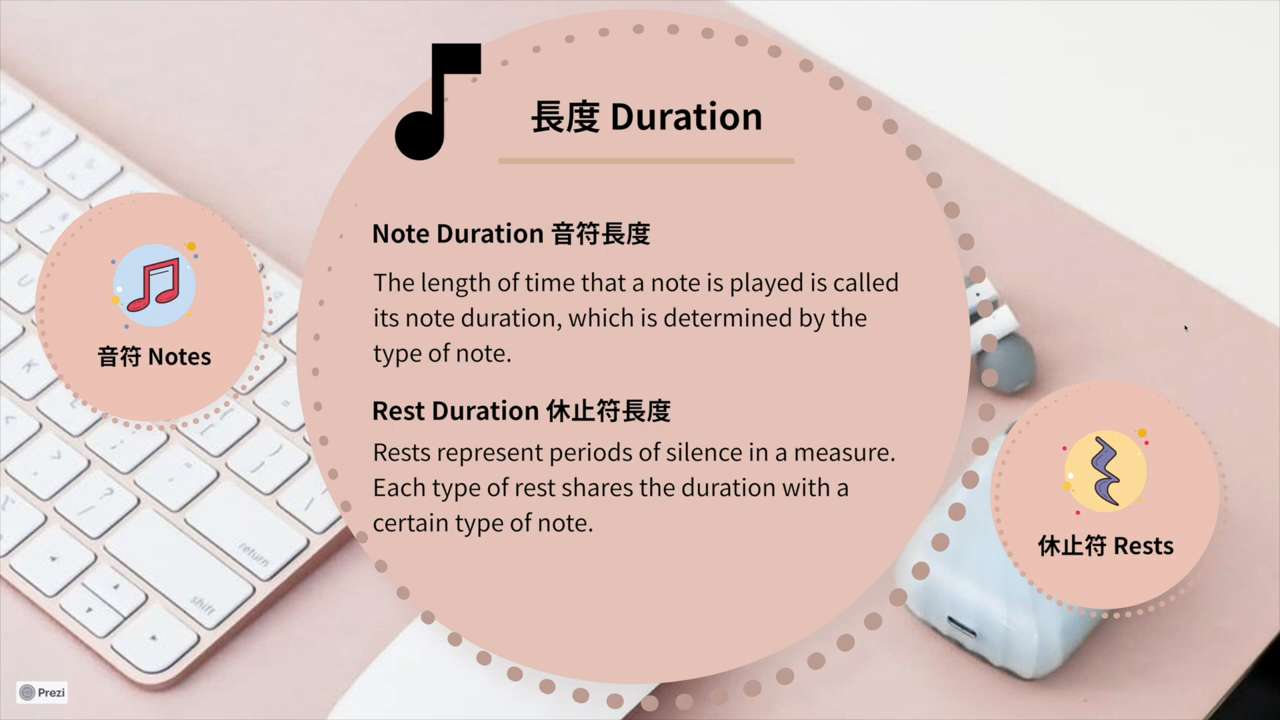 長度 Duration
Note Duration 音符長度
The length of time that a note is played is called
its note duration, which is determined by the
type of note.
Rest Duration 休止符長度
Rests represent periods of silence in a measure.
Each type of rest shares the duration with a
certain type of note.
音符 Notes
休止符 Rests
return
shift
Prezi